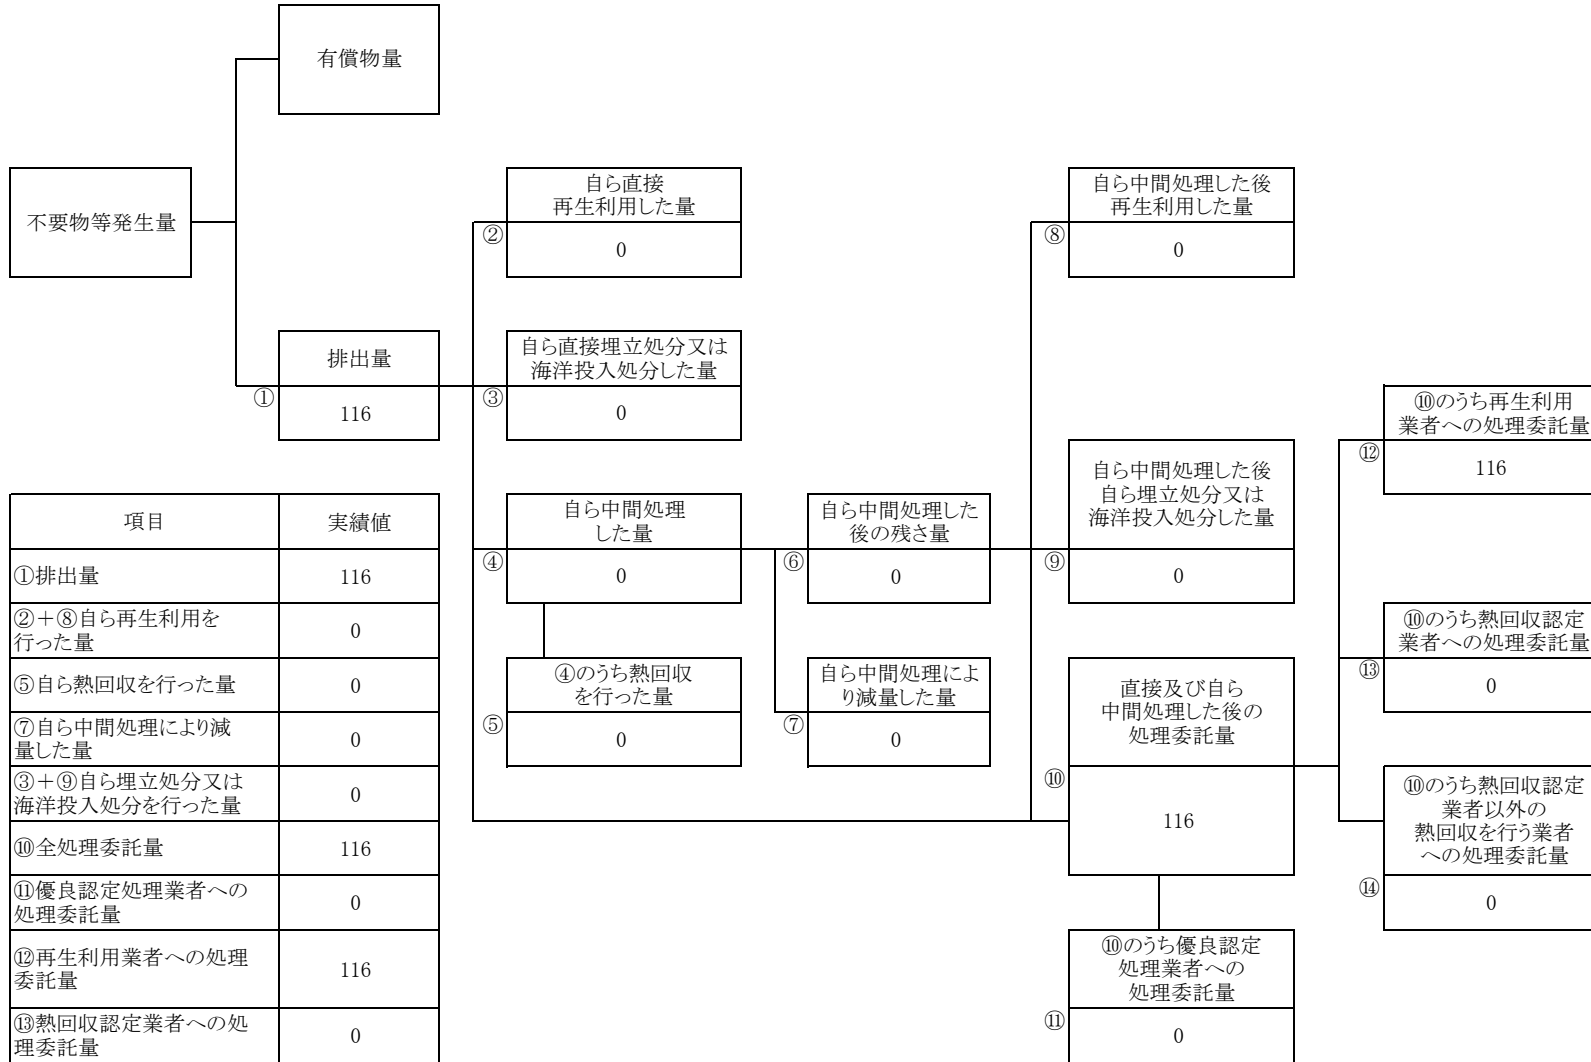 有償物量
不要物等発生量
自ら直接
再生利用した量
②
0
自ら中間処理した後
再生利用した量
⑧
0
排出量
①
116
自ら直接埋立処分又は
海洋投入処分した量
③
0
⑩のうち再生利用
業者への処理委託量
⑫
116
自ら中間処理
した量
④
0
自ら中間処理した
後の残さ量
⑥
0
自ら中間処理した後
自ら埋立処分又は
海洋投入処分した量
⑨
0
⑩のうち熱回収認定
業者への処理委託量
⑬
0
④のうち熱回収
を行った量
⑤
0
自ら中間処理によ
り減量した量
⑦
0
直接及び自ら
中間処理した後の
処理委託量
⑩
116
⑩のうち熱回収認定
業者以外の
熱回収を行う業者
への処理委託量
⑭
0
⑩のうち優良認定
処理業者への
処理委託量
⑪
0
項目 実績値
①排出量 116
②+⑧自ら再生利用を
行った量 0
⑤自ら熱回収を行った量 0
⑦自ら中間処理により減
量した量 0
③+⑨自ら埋立処分又は
海洋投入処分を行った量 0
⑩全処理委託量 116
⑪優良認定処理業者への
処理委託量 0
⑫再生利用業者への処理
委託量 116
⑬熱回収認定業者への処
理委託量 0